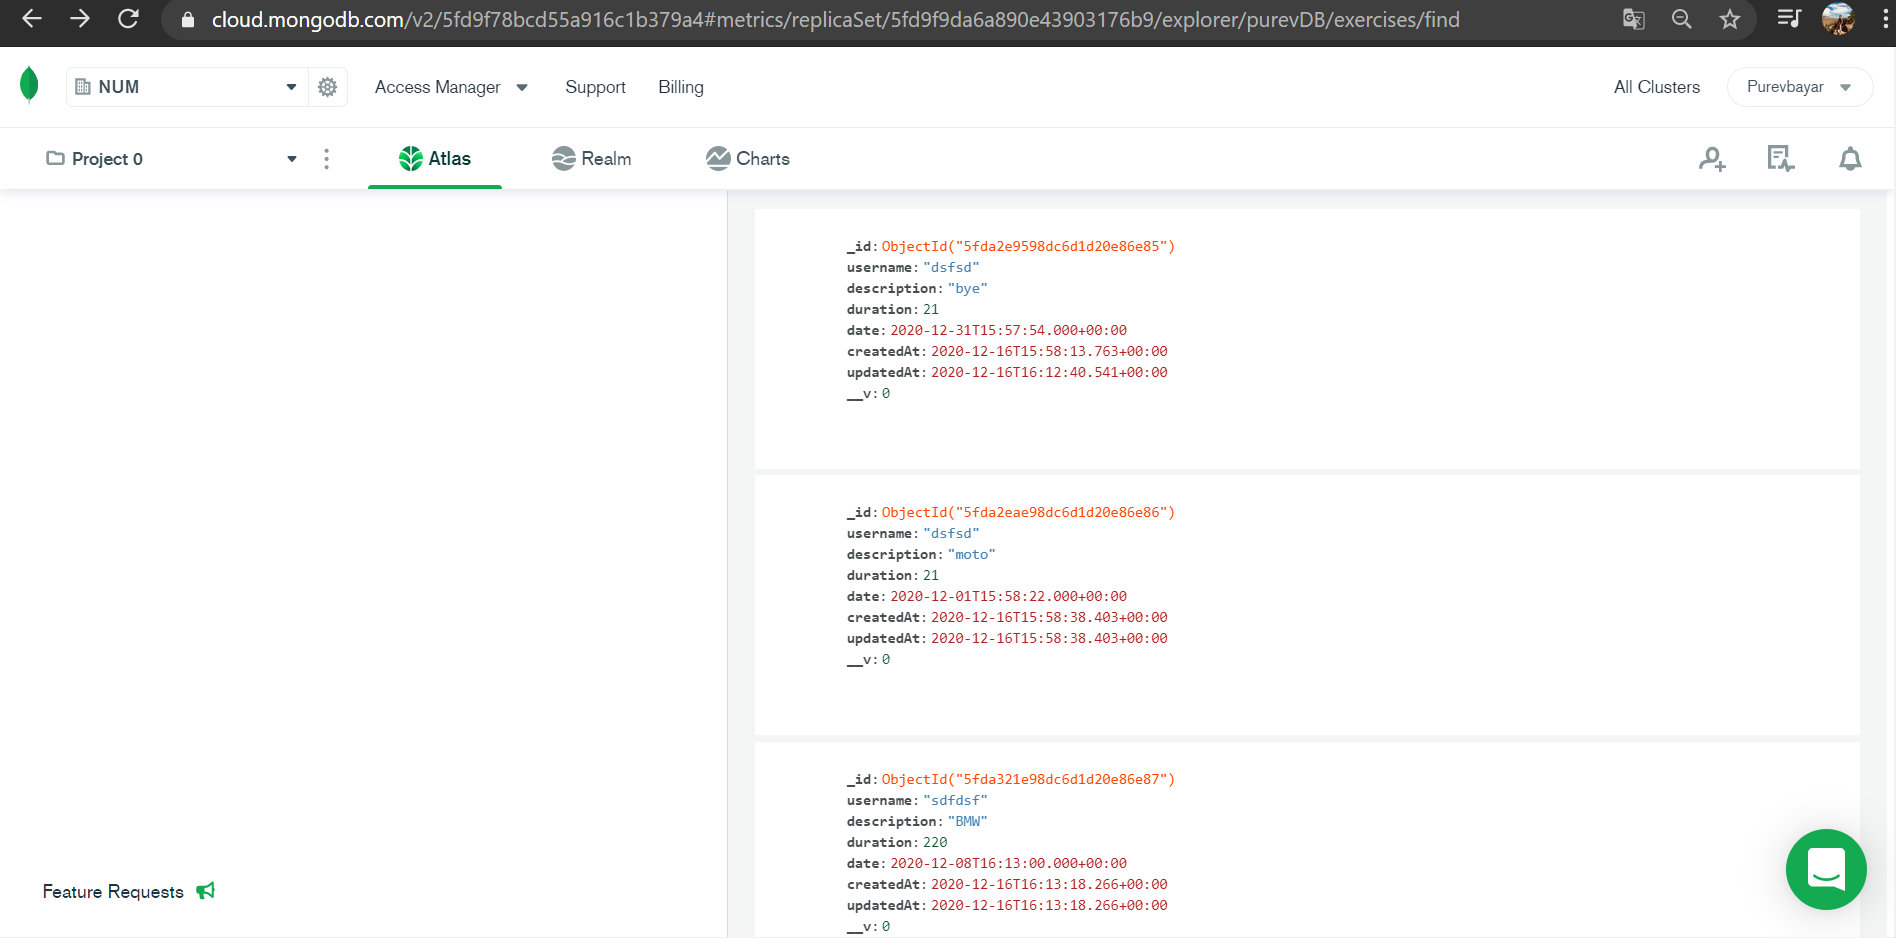 cloud.mongodb.com/v2/5fd9f78bcd55a916c1b379a4#metrics/replicaSet/5fd9f9da6a890e43903176b9/explorer/purevDB/exercises/find
NUM
Access Manager
Support
Billing
All Clusters
Purevbayar
Project 0
Atlas
Realm
Charts
_id: ObjectId("5fda2e9598dc6d1d20e86e85")
username: "dsfsd"
description: "bye"
duration: 21
date: 2020-12-31T15:57:54.000+00:00
createdAt: 2020-12-16T15:58:13.763+00:00
updatedAt: 2020-12-16T16:12:40.541+00:00
__v: 0
_id: ObjectId("5fda2eae98dc6d1d20e86e86")
username: "dsfsd"
description: "moto"
duration: 21
date: 2020-12-01T15:58:22.000+00:00
createdAt: 2020-12-16T15:58:38.403+00:00
updatedAt: 2020-12-16T15:58:38.403+00:00
__v: 0
_id: ObjectId("5fda321e98dc6d1d20e86e87")
username: "sdfdsf"
description: "BMW"
duration: 220
date: 2020-12-08T16:13:00.000+00:00
createdAt: 2020-12-16T16:13:18.266+00:00
updatedAt: 2020-12-16T16:13:18.266+00:00
__v: 0
Feature Requests